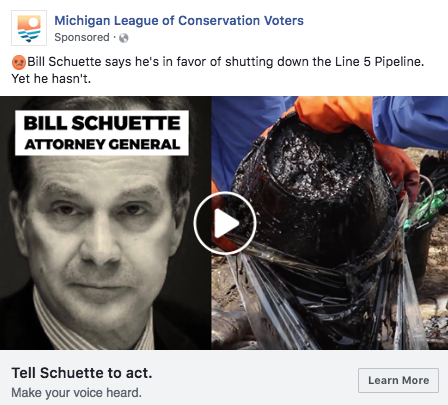 Michigan League of Conservation Voters
Sponsored ·
Bill Schuette says he's in favor of shutting down the Line 5 Pipeline.
Yet he hasn't.
BILL SCHUETTE
ATTORNEY GENERAL
Tell Schuette to act.
Make your voice heard.
Learn More